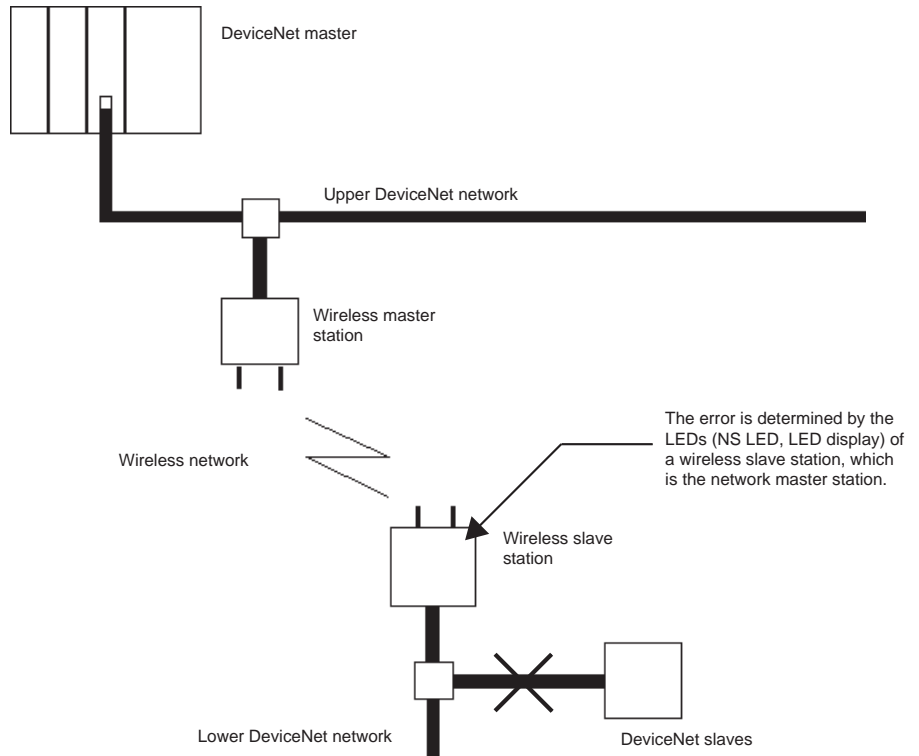 DeviceNet master
Upper DeviceNet network
Wireless master
station
The error is determined by the
LEDs (NS LED, LED display) of
a wireless slave station, which
is the network master station.
Wireless network
Wireless slave
station
Lower DeviceNet network
DeviceNet slaves